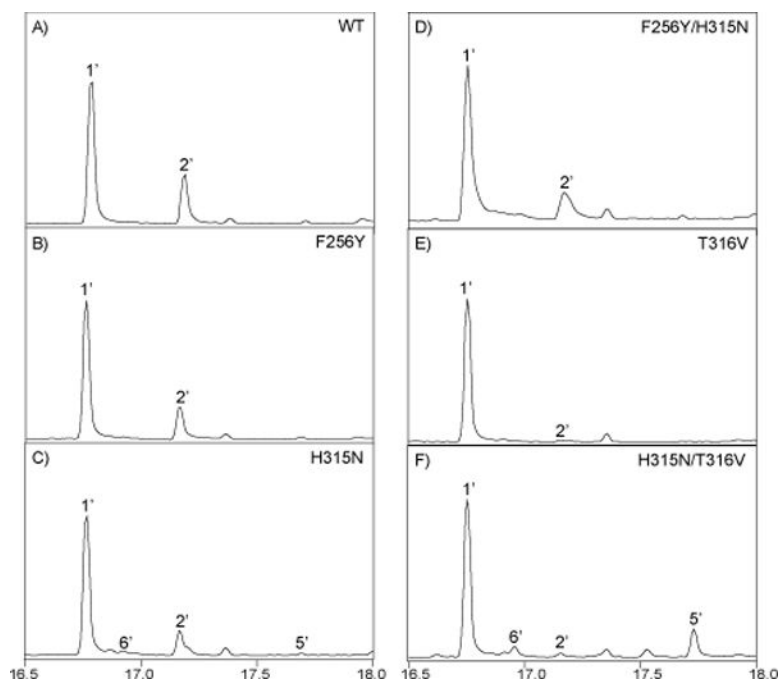 A) WT
1'
2'
B) F256Y
1'
2'
C) H315N
1'
6'
2'
5'
16.5 17.0 17.5 18.0
D) F256Y/H315N
1'
2'
E) T316V
1'
2'
F) H315N/T316V
1'
6'
2'
5'
16.5 17.0 17.5 18.0